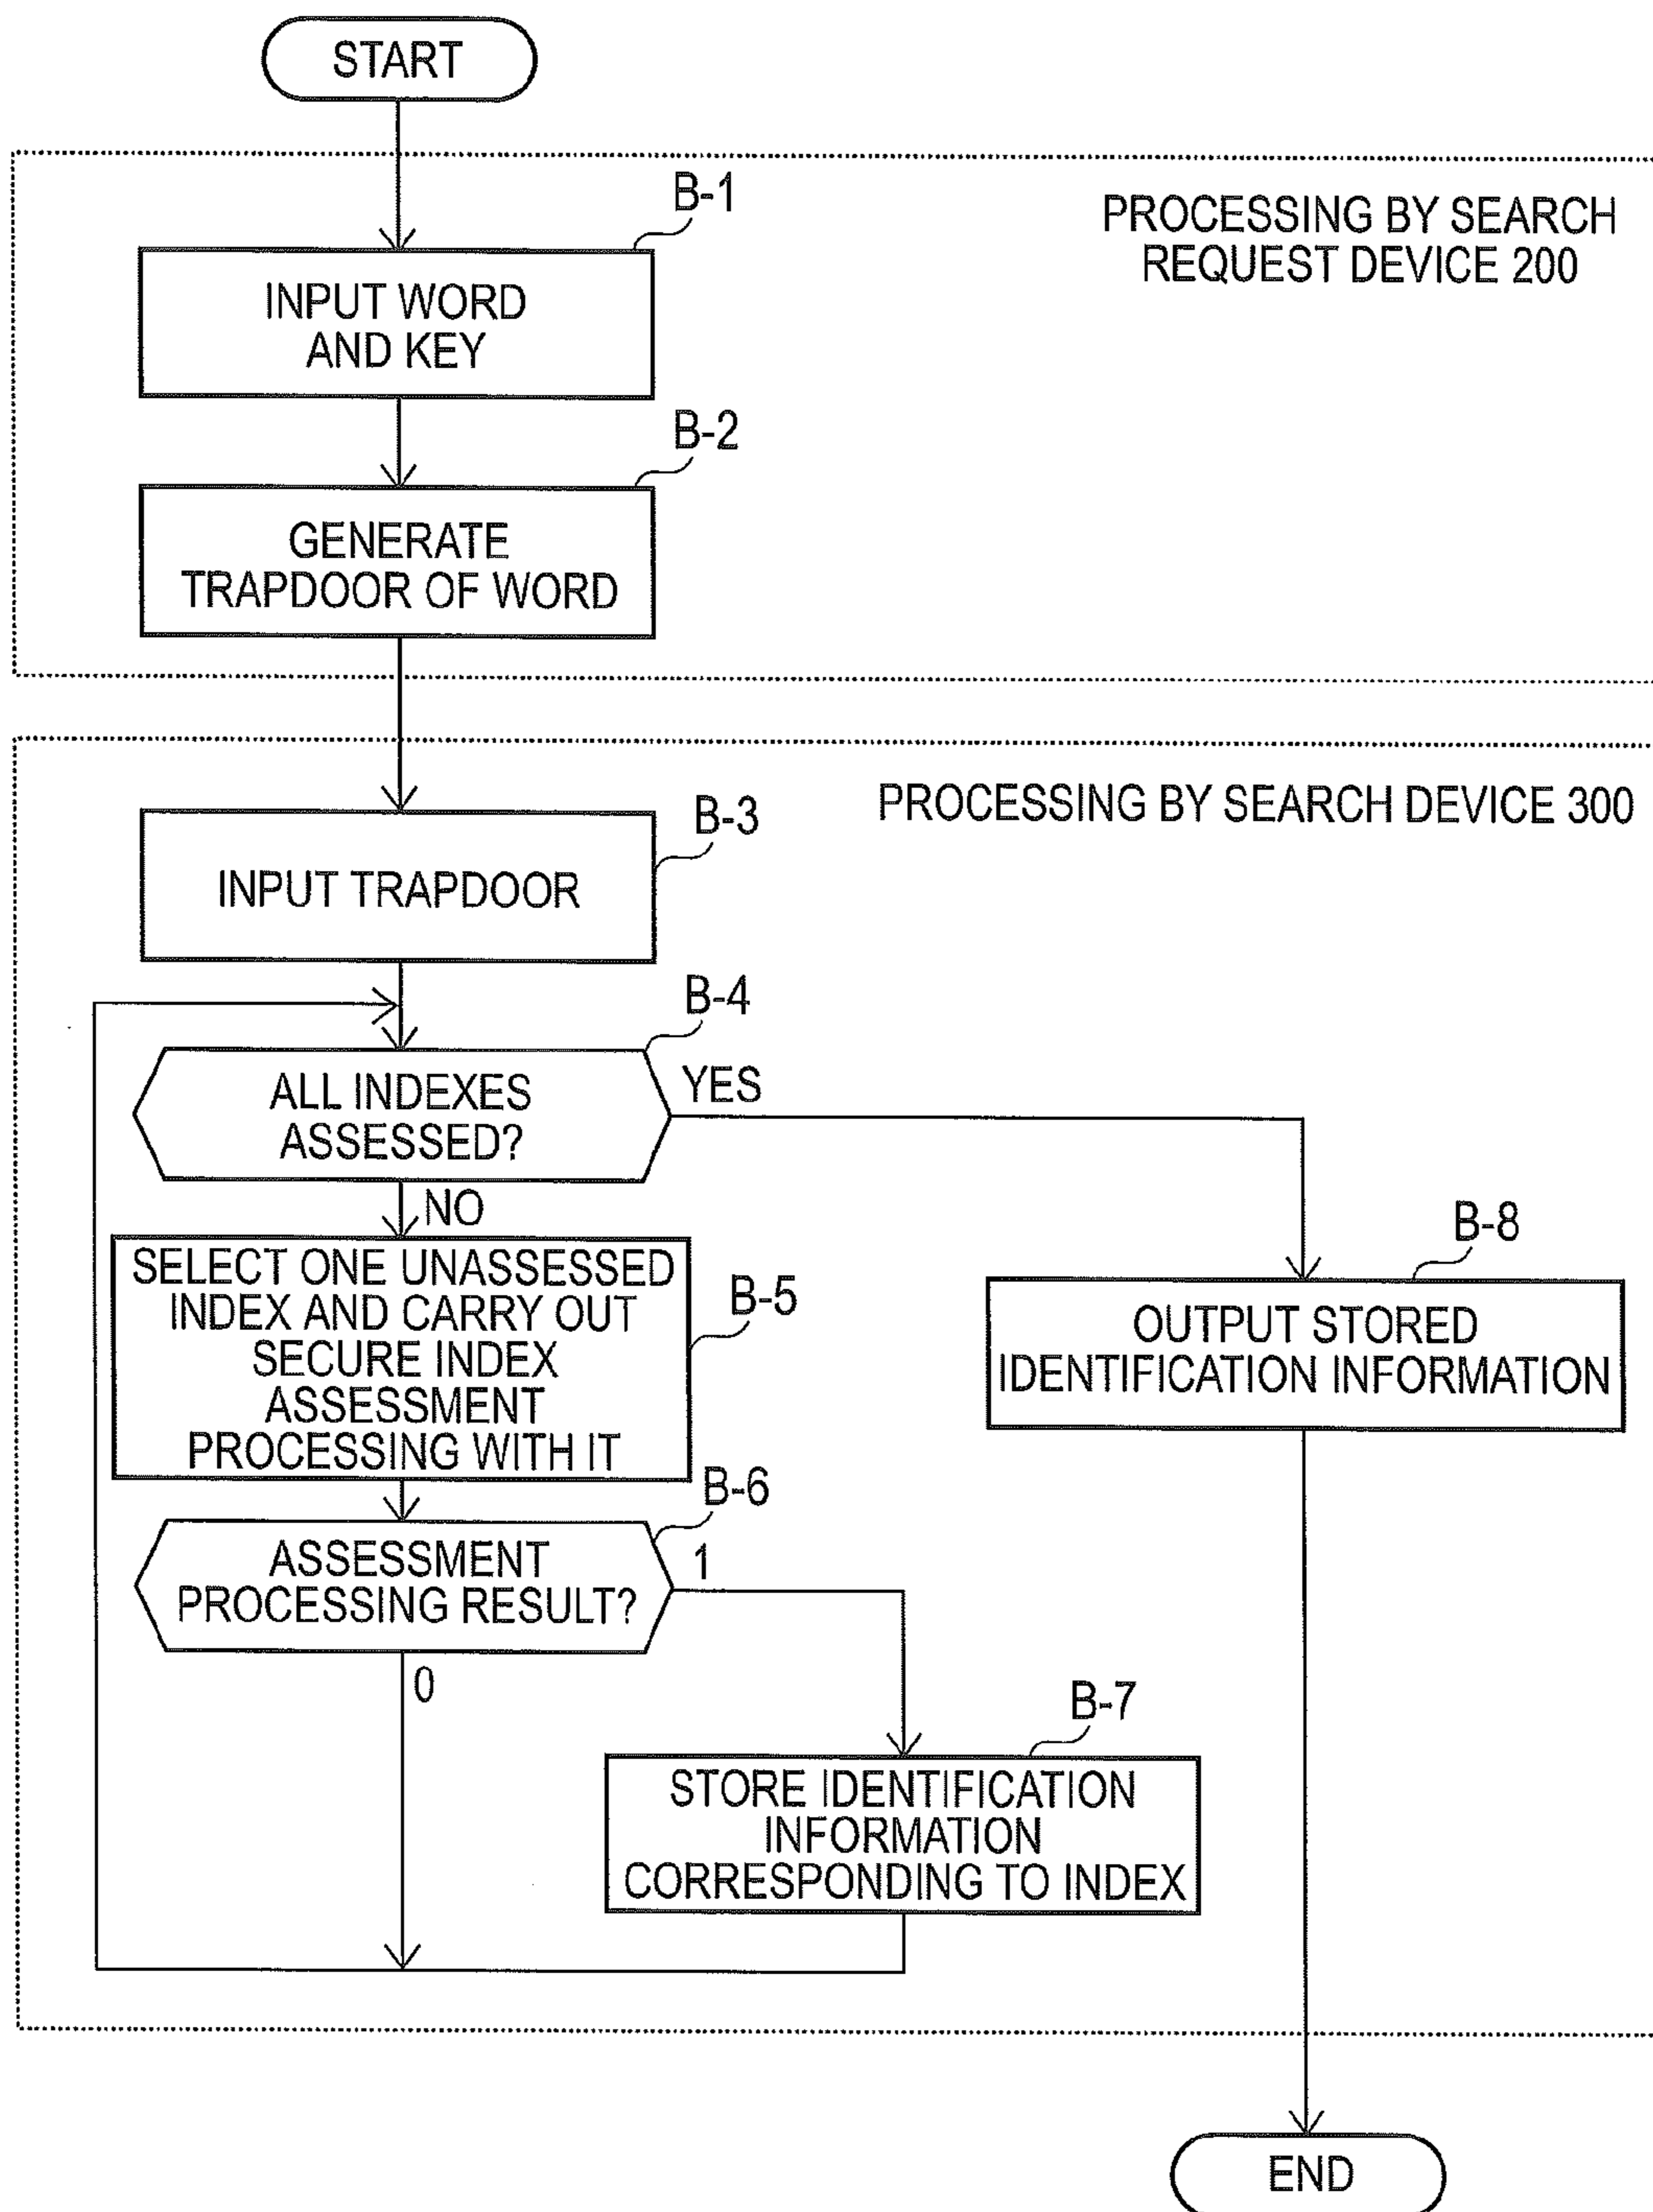 START
PROCESSING BY SEARCH
REQUEST DEVICE 200
B-1
INPUT WORD
AND KEY
B-2
GENERATE
TRAPDOOR OF WORD
PROCESSING BY SEARCH DEVICE 300
B-3
INPUT TRAPDOOR
B-4
ALL INDEXES
ASSESSED?
YES
NO
B-5
SELECT ONE UNASSESSED
INDEX AND CARRY OUT
SECURE INDEX
ASSESSMENT
PROCESSING WITH IT
B-8
OUTPUT STORED
IDENTIFICATION INFORMATION
B-6
ASSESSMENT
PROCESSING RESULT?
1
0
B-7
STORE IDENTIFICATION
INFORMATION
CORRESPONDING TO INDEX
END